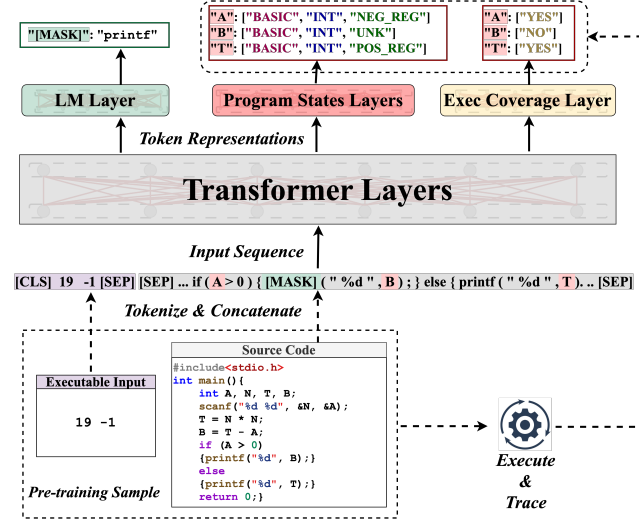 "[MASK]": "printf"
"A": ["BASIC", "INT", "NEG_REG"]
"B": ["BASIC", "INT", "UNK"]
"T": ["BASIC", "INT", "POS_REG"]
"A": ["YES"]
"B": ["NO"]
"T": ["YES"]
LM Layer
Program States Layers
Exec Coverage Layer
Token Representations
Transformer Layers
Input Sequence
[CLS] 19 -1 [SEP] [SEP] ... if ( A > 0 ) { [MASK] ( " %d " , B ) ; } else { printf ( " %d " , T ). .. [SEP]
Tokenize & Concatenate
Executable Input
19 -1
Pre-training Sample
Source Code
#include<stdio.h>
int main(){
int A, N, T, B;
scanf("%d %d", &N, &A);
T = N * N;
B = T - A;
if (A > 0)
{printf("%d", B);}
else
{printf("%d", T);}
return 0;}
Execute
&
Trace